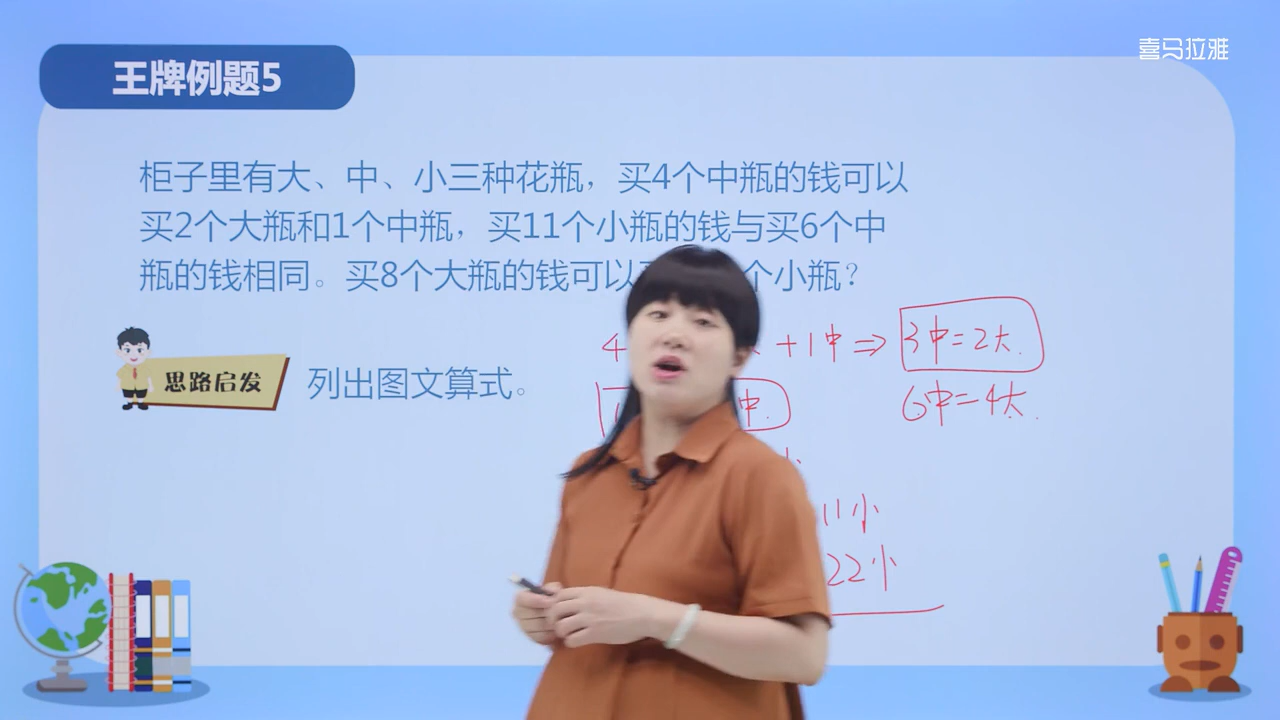 喜马拉雅
王牌例题5
柜子里有大、中、小三种花瓶，买4个中瓶的钱可以
买2个大瓶和1个中瓶，买11个小瓶的钱与买6个中
瓶的钱相同。买8个大瓶的钱可以 个小瓶？
4 +1中⇒ 3中=2大.
思路启发
列出图文算式。
中. 6中=4大.
小
11小
22小